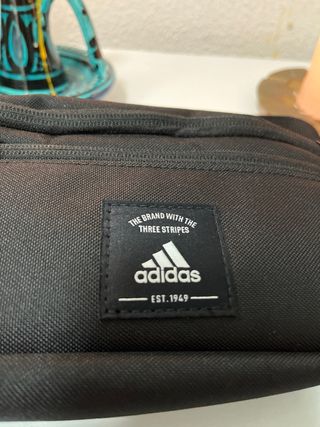 THE BRAND WITH THE
THREE STRIPES
adidas
EST. 1949